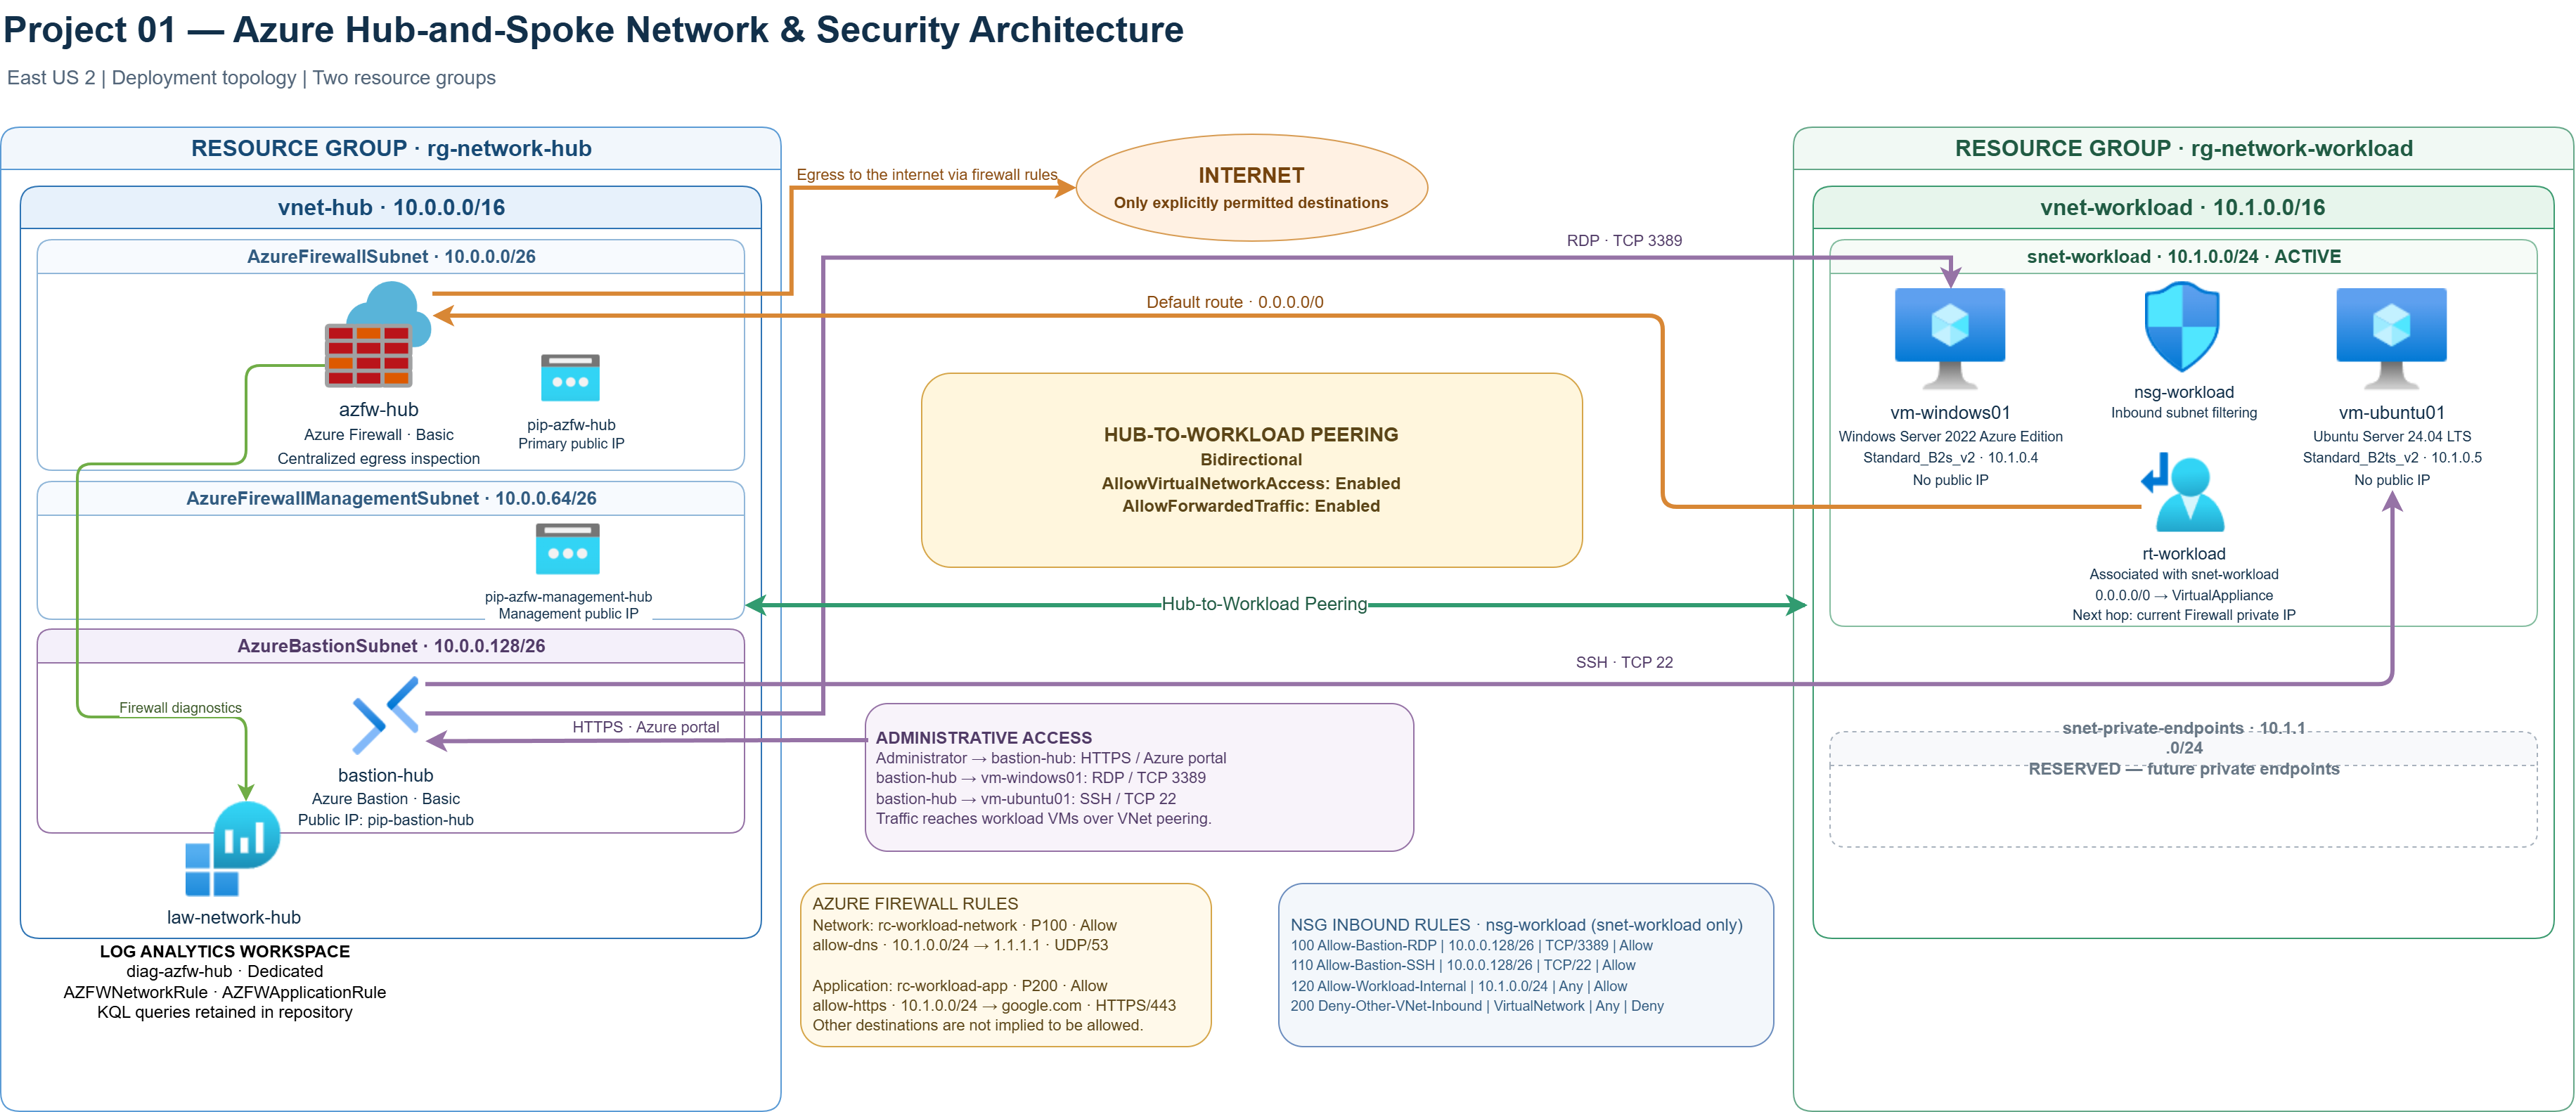 Project 01 — Azure Hub-and-Spoke Network & Security Architecture
East US 2 | Deployment topology | Two resource groups
RESOURCE GROUP · rg-network-hub
vnet-hub · 10.0.0.0/16
AzureFirewallSubnet · 10.0.0.0/26
azfw-hub
Azure Firewall · Basic
Centralized egress inspection
pip-azfw-hub
Primary public IP
AzureFirewallManagementSubnet · 10.0.0.64/26
pip-azfw-management-hub
Management public IP
AzureBastionSubnet · 10.0.0.128/26
Firewall diagnostics
bastion-hub
Azure Bastion · Basic
Public IP: pip-bastion-hub
law-network-hub
LOG ANALYTICS WORKSPACE
diag-azfw-hub · Dedicated
AZFWNetworkRule · AZFWApplicationRule
KQL queries retained in repository
Egress to the internet via firewall rules
INTERNET
Only explicitly permitted destinations
RDP · TCP 3389
Default route · 0.0.0.0/0
HUB-TO-WORKLOAD PEERING
Bidirectional
AllowVirtualNetworkAccess: Enabled
AllowForwardedTraffic: Enabled
Hub-to-Workload Peering
SSH · TCP 22
HTTPS · Azure portal
ADMINISTRATIVE ACCESS
Administrator → bastion-hub: HTTPS / Azure portal
bastion-hub → vm-windows01: RDP / TCP 3389
bastion-hub → vm-ubuntu01: SSH / TCP 22
Traffic reaches workload VMs over VNet peering.
AZURE FIREWALL RULES
Network: rc-workload-network · P100 · Allow
allow-dns · 10.1.0.0/24 → 1.1.1.1 · UDP/53
Application: rc-workload-app · P200 · Allow
allow-https · 10.1.0.0/24 → google.com · HTTPS/443
Other destinations are not implied to be allowed.
NSG INBOUND RULES · nsg-workload (snet-workload only)
100 Allow-Bastion-RDP | 10.0.0.128/26 | TCP/3389 | Allow
110 Allow-Bastion-SSH | 10.0.0.128/26 | TCP/22 | Allow
120 Allow-Workload-Internal | 10.1.0.0/24 | Any | Allow
200 Deny-Other-VNet-Inbound | VirtualNetwork | Any | Deny
RESOURCE GROUP · rg-network-workload
vnet-workload · 10.1.0.0/16
snet-workload · 10.1.0.0/24 · ACTIVE
vm-windows01
Windows Server 2022 Azure Edition
Standard_B2s_v2 · 10.1.0.4
No public IP
nsg-workload
Inbound subnet filtering
vm-ubuntu01
Ubuntu Server 24.04 LTS
Standard_B2ts_v2 · 10.1.0.5
No public IP
rt-workload
Associated with snet-workload
0.0.0.0/0 → VirtualAppliance
Next hop: current Firewall private IP
snet-private-endpoints · 10.1.1
.0/24
RESERVED — future private endpoints